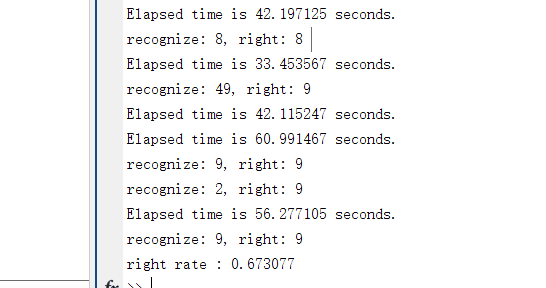 Elapsed time is 42.197125 seconds.
recognize: 8, right: 8
Elapsed time is 33.453567 seconds.
recognize: 49, right: 9
Elapsed time is 42.115247 seconds.
Elapsed time is 60.991467 seconds.
recognize: 9, right: 9
recognize: 2, right: 9
Elapsed time is 56.277105 seconds.
recognize: 9, right: 9
right rate : 0.673077
fx >>